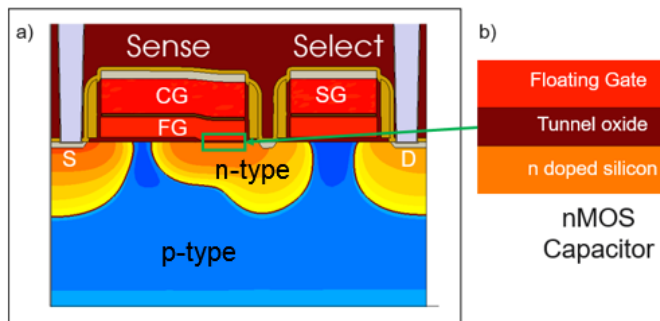 a)
Sense
Select
b)
CG
SG
FG
S
D
n-type
p-type
Floating Gate
Tunnel oxide
n doped silicon
nMOS
Capacitor